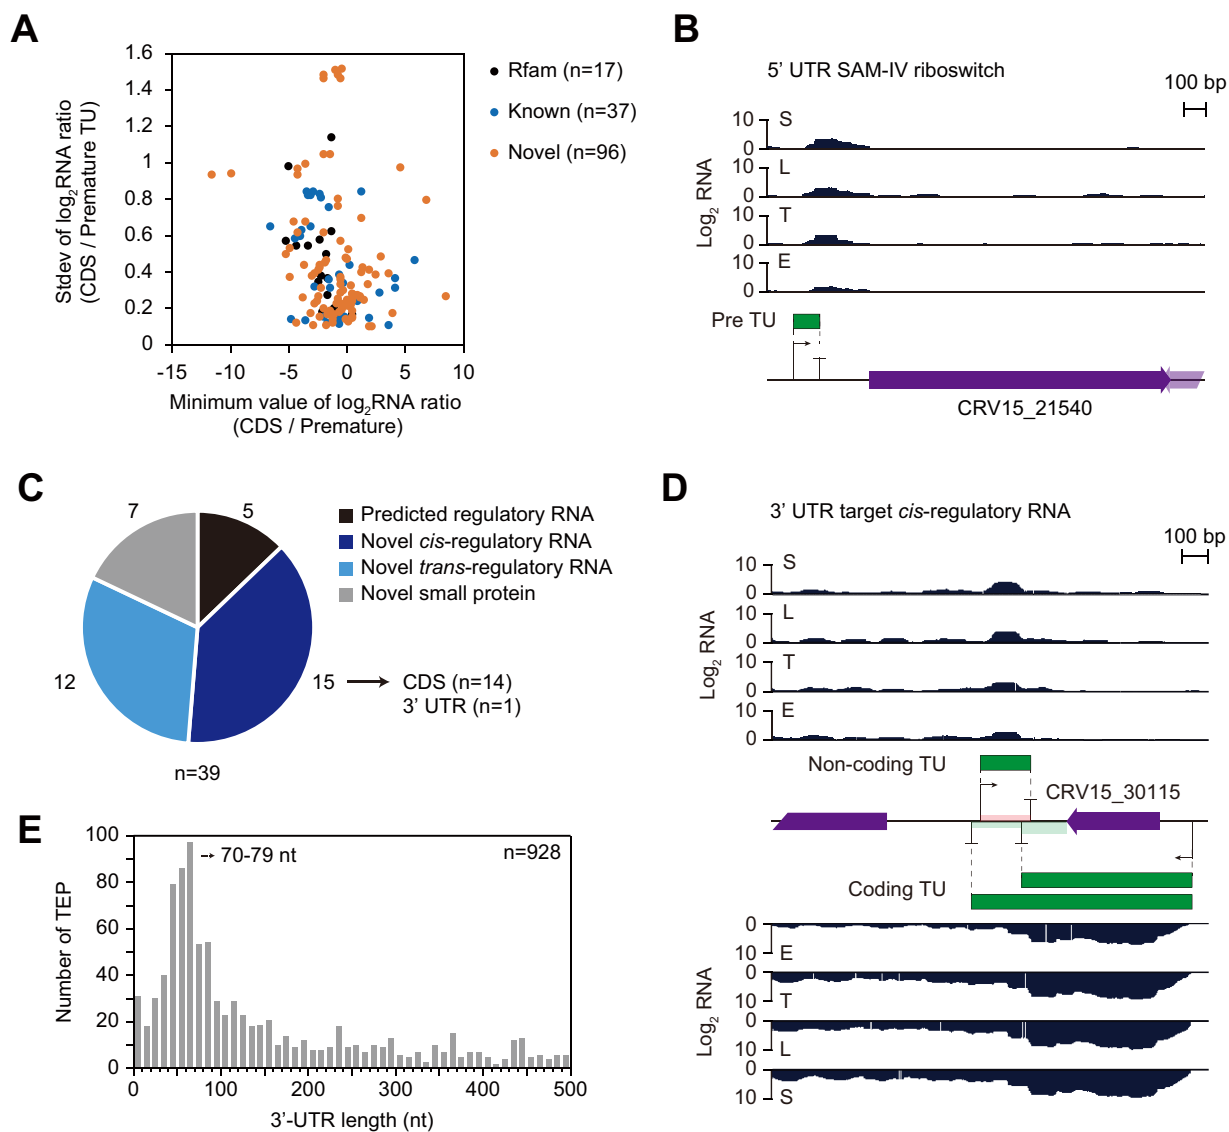 A
Stdev of log2RNA ratio
(CDS / Premature TU)
1.6
1.4
1.2
1
0.8
0.6
0.4
0.2
0
-15
-10
-5
0
5
10
Minimum value of log2RNA ratio
(CDS / Premature)
Rfam (n=17)
Known (n=37)
Novel (n=96)
B
5' UTR SAM-IV riboswitch
100 bp
Log2 RNA
10
0
S
10
0
L
10
0
T
10
0
E
Pre TU
CRV15_21540
C
7
5
12
15
CDS (n=14)
3' UTR (n=1)
n=39
Predicted regulatory RNA
Novel cis-regulatory RNA
Novel trans-regulatory RNA
Novel small protein
D
3' UTR target cis-regulatory RNA
100 bp
Log2 RNA
10
0
S
10
0
L
10
0
T
10
0
E
Non-coding TU
CRV15_30115
Coding TU
Log2 RNA
0
10
E
0
10
T
0
10
L
0
10
S
E
Number of TEP
100
80
60
40
20
0
70-79 nt
n=928
0
100
200
300
400
500
3'-UTR length (nt)